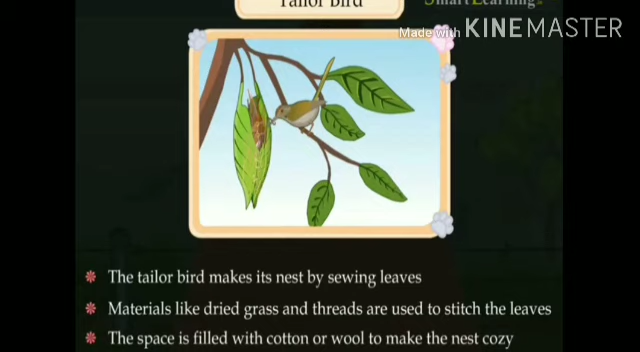 Tailor Bird
Smart Learning
Made with KINEMASTER
The tailor bird makes its nest by sewing leaves
Materials like dried grass and threads are used to stitch the leaves
The space is filled with cotton or wool to make the nest cozy